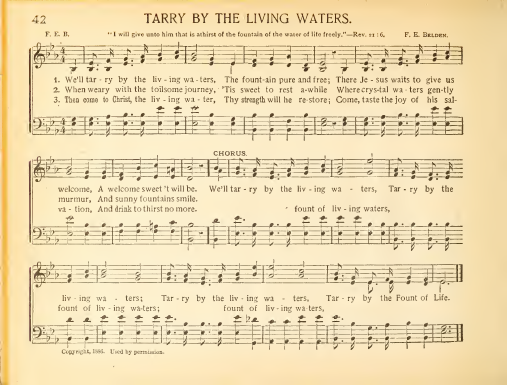 42
TARRY BY THE LIVING WATERS.
F. E. B. "I will give unto him that is athirst of the fountain of the water of life freely."—Rev. 21:6. F. E. Belden.
1. We'll tar - ry by the liv - ing wa - ters, The fount-ain pure and free; There Je - sus waits to give us
2. When weary with the toilsome journey, 'Tis sweet to rest a-while Where crys-tal wa - ters gen-tly
3. Then come to Christ, the liv - ing wa - ter, Thy strength will he re - store; Come, taste the joy of his sal-
CHORUS.
welcome, A welcome sweet 't will be. We'll tar - ry by the liv - ing wa - ters, Tar - ry by the
murmur, And sunny fountains smile.
va - tion, And drink to thirst no more. fount of liv - ing waters,
liv - ing wa - ters; Tar - ry by the liv - ing wa - ters, Tar - ry by the Fount of Life.
fount of liv - ing wa-ters; fount of liv - ing wa-ters,
Copyright, 1886. Used by permission.